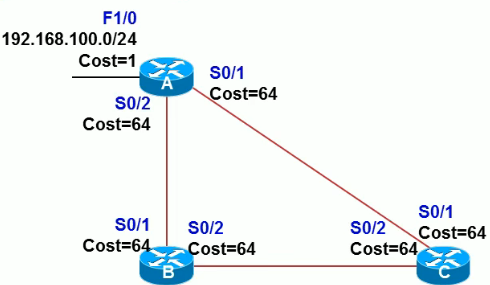 F1/0
192.168.100.0/24
Cost=1
A
S0/1
Cost=64
S0/2
Cost=64
S0/1
Cost=64
B
S0/2
Cost=64
S0/2
Cost=64
S0/1
Cost=64
C